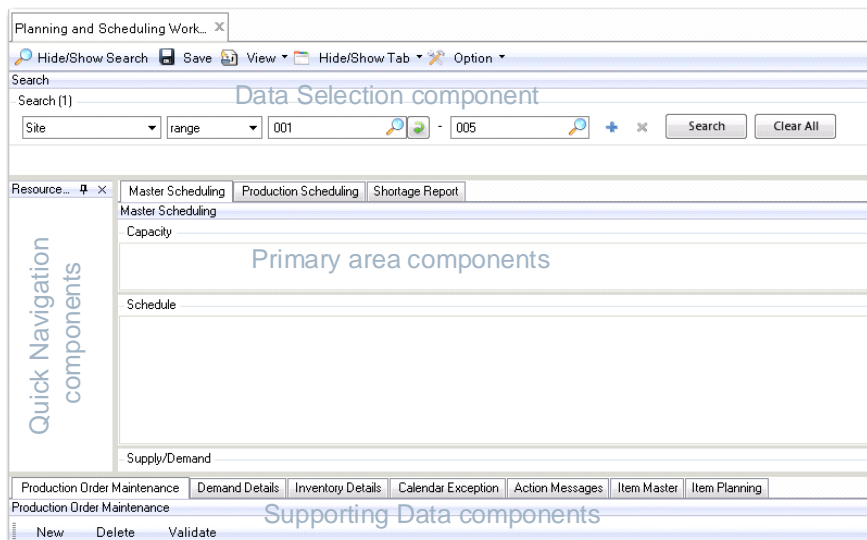 Planning and Scheduling Work...
Hide/Show Search Save View Hide/Show Tab Option
Search
Data Selection component
Search (1)
Site range 001 - 005 Search Clear All
Resource...
Master Scheduling Production Scheduling Shortage Report
Master Scheduling
Capacity
Primary area components
Quick Navigation
components
Schedule
Supply/Demand
Production Order Maintenance Demand Details Inventory Details Calendar Exception Action Messages Item Master Item Planning
Production Order Maintenance
Supporting Data components
New Delete Validate